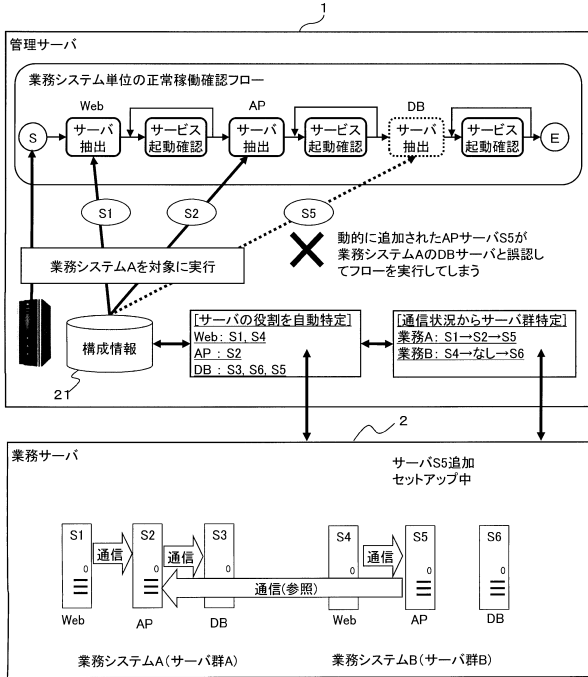 1
管理サーバ
業務システム単位の正常稼働確認フロー
Web
AP
DB
S
サーバ
抽出
サービス
起動確認
サーバ
抽出
サービス
起動確認
サーバ
抽出
サービス
起動確認
E
S1
S2
S5
動的に追加されたAPサーバS5が
業務システムAのDBサーバと誤認し
てフローを実行してしまう
業務システムAを対象に実行
構成情報
21
[サーバの役割を自動特定]
Web: S1, S4
AP : S2
DB : S3, S6, S5
[通信状況からサーバ群特定]
業務A: S1→S2→S5
業務B: S4→なし→S6
2
業務サーバ
サーバS5追加
セットアップ中
S1
通信
S2
通信
S3
S4
通信
S5
S6
通信(参照)
Web
AP
DB
Web
AP
DB
業務システムA(サーバ群A)
業務システムB(サーバ群B)